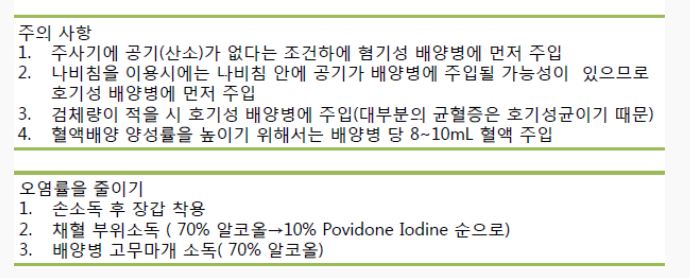 주의 사항
1. 주사기에 공기(산소)가 없다는 조건하에 혐기성 배양병에 먼저 주입
2. 나비침을 이용시에는 나비침 안에 공기가 배양병에 주입될 가능성이 있으므로
호기성 배양병에 먼저 주입
3. 검체량이 적을 시 호기성 배양병에 주입(대부분의 균혈증은 호기성균이기 때문)
4. 혈액배양 양성률을 높이기 위해서는 배양병 당 8~10mL 혈액 주입
오염률을 줄이기
1. 손소독 후 장갑 착용
2. 채혈 부위소독 ( 70% 알코올→10% Povidone Iodine 순으로)
3. 배양병 고무마개 소독( 70% 알코올)